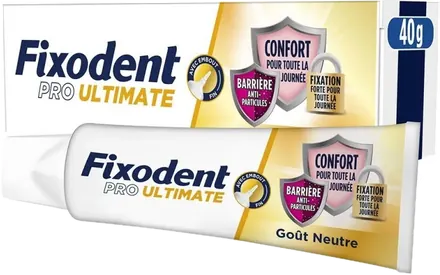 40g
Fixodent
PRO ULTIMATE
AVEC EMBOUT
FIN
CONFORT
POUR TOUTE LA
JOURNÉE
BARRIÈRE
ANTI-
PARTICULES
FIXATION
FORTE POUR
TOUTE LA
JOURNÉE
Fixodent
PRO ULTIMATE
AVEC EMBOUT
FIN
CONFORT
POUR TOUTE LA
JOURNÉE
BARRIÈRE
ANTI-
PARTICULES
FIXATION
FORTE POUR
TOUTE LA
JOURNÉE
Goût Neutre